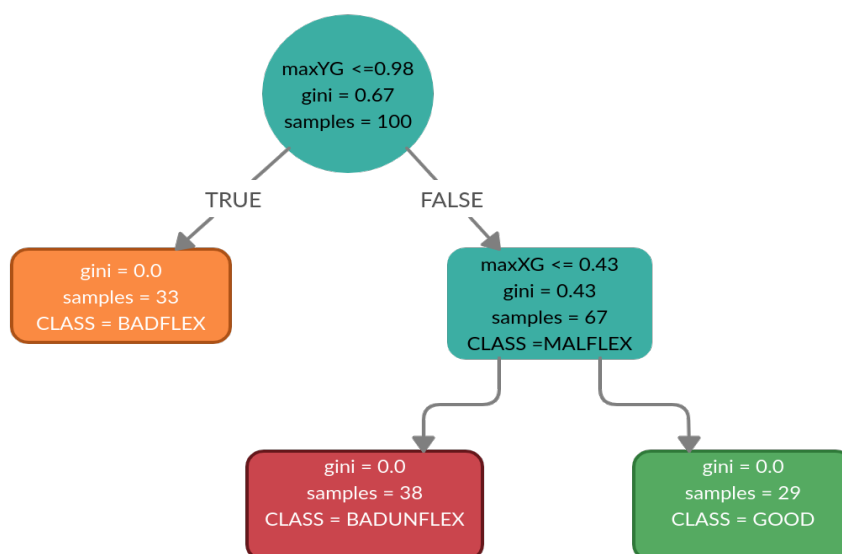 maxYG <=0.98
gini = 0.67
samples = 100
TRUE
FALSE
gini = 0.0
samples = 33
CLASS = BADFLEX
maxXG <= 0.43
gini = 0.43
samples = 67
CLASS =MALFLEX
gini = 0.0
samples = 38
CLASS = BADUNFLEX
gini = 0.0
samples = 29
CLASS = GOOD